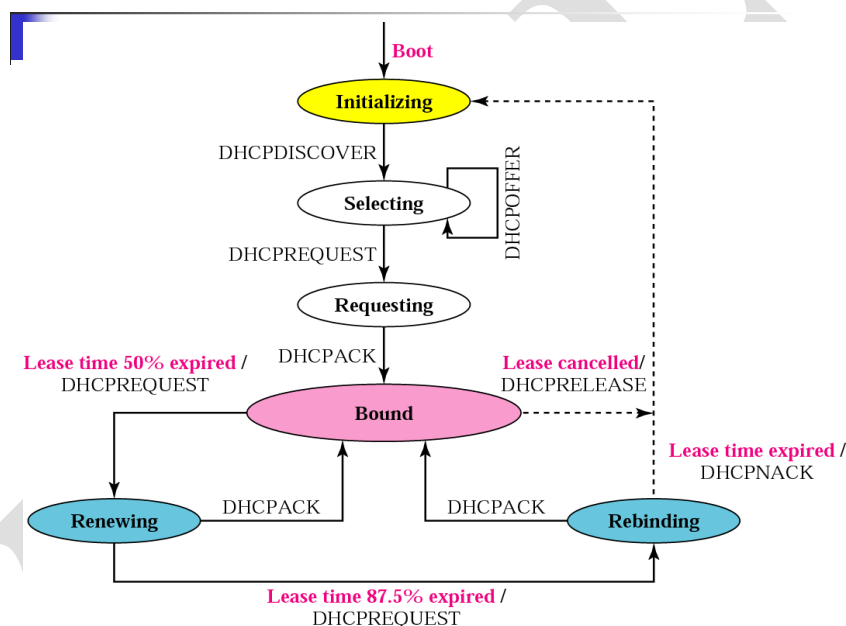 Boot
Initializing
DHCPDISCOVER
Selecting
DHCPOFFER
DHCPREQUEST
Requesting
DHCPACK
Lease time 50% expired /
DHCPREQUEST
Lease cancelled/
DHCPRELEASE
Bound
Lease time expired /
DHCPNACK
Renewing
DHCPACK
DHCPACK
Rebinding
Lease time 87.5% expired /
DHCPREQUEST